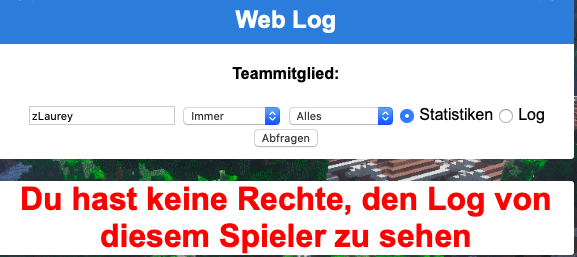 Web Log
Teammitglied:
zLaurey Immer Alles Statistiken Log
Abfragen
Du hast keine Rechte, den Log von
diesem Spieler zu sehen